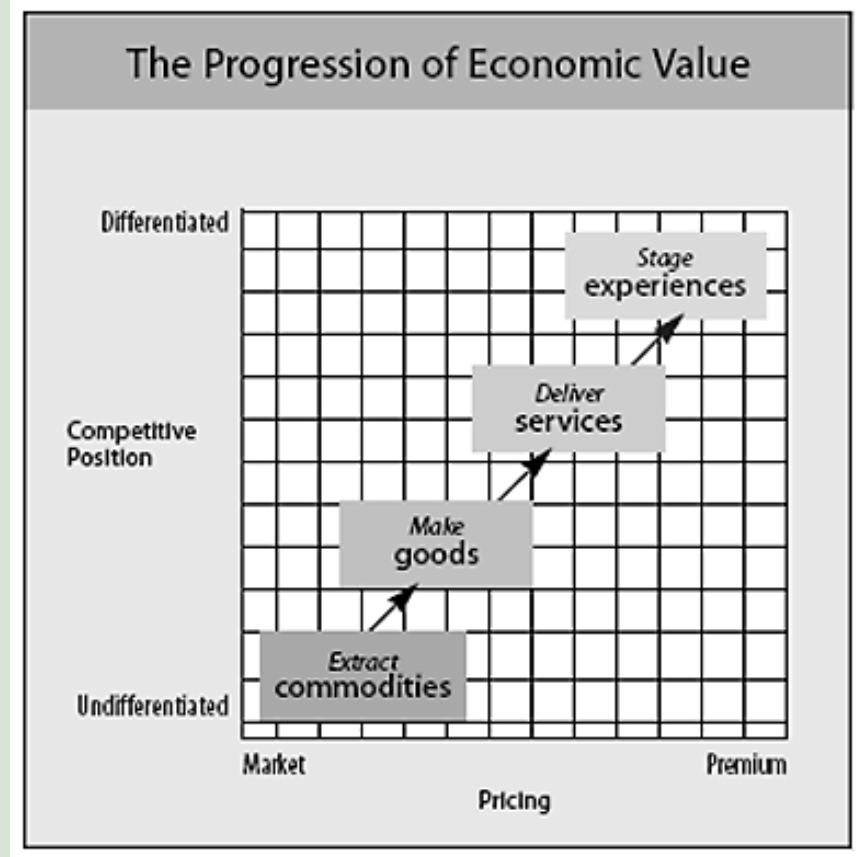 The Progression of Economic Value
Differentiated
Stage
experiences
Deliver
services
Competitive
Position
Make
goods
Extract
commodities
Undifferentiated
Market
Premium
Pricing